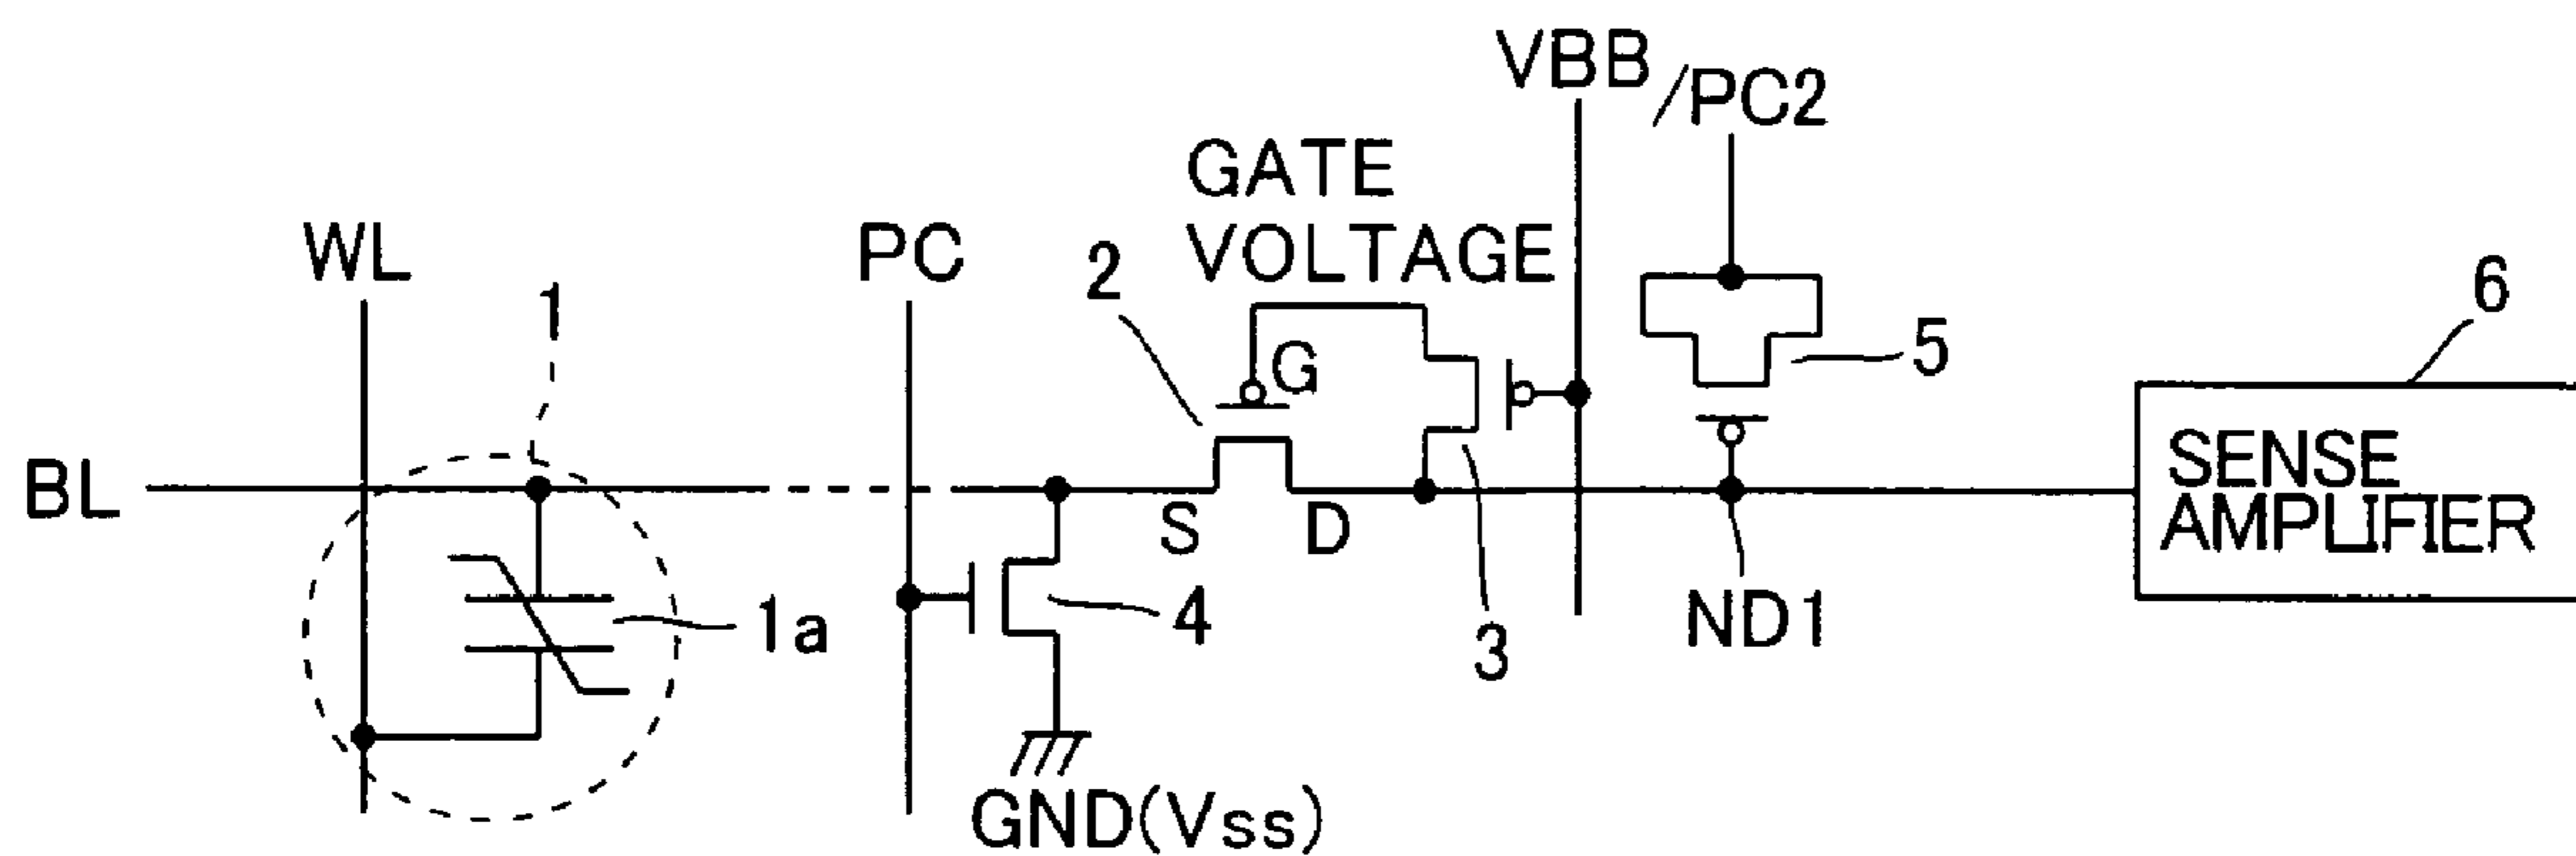 VBB
/PC2
GATE
VOLTAGE
WL
1
PC
2
6
G
5
BL
S
D
SENSE
AMPLIFIER
1a
4
3
ND1
GND(Vss)